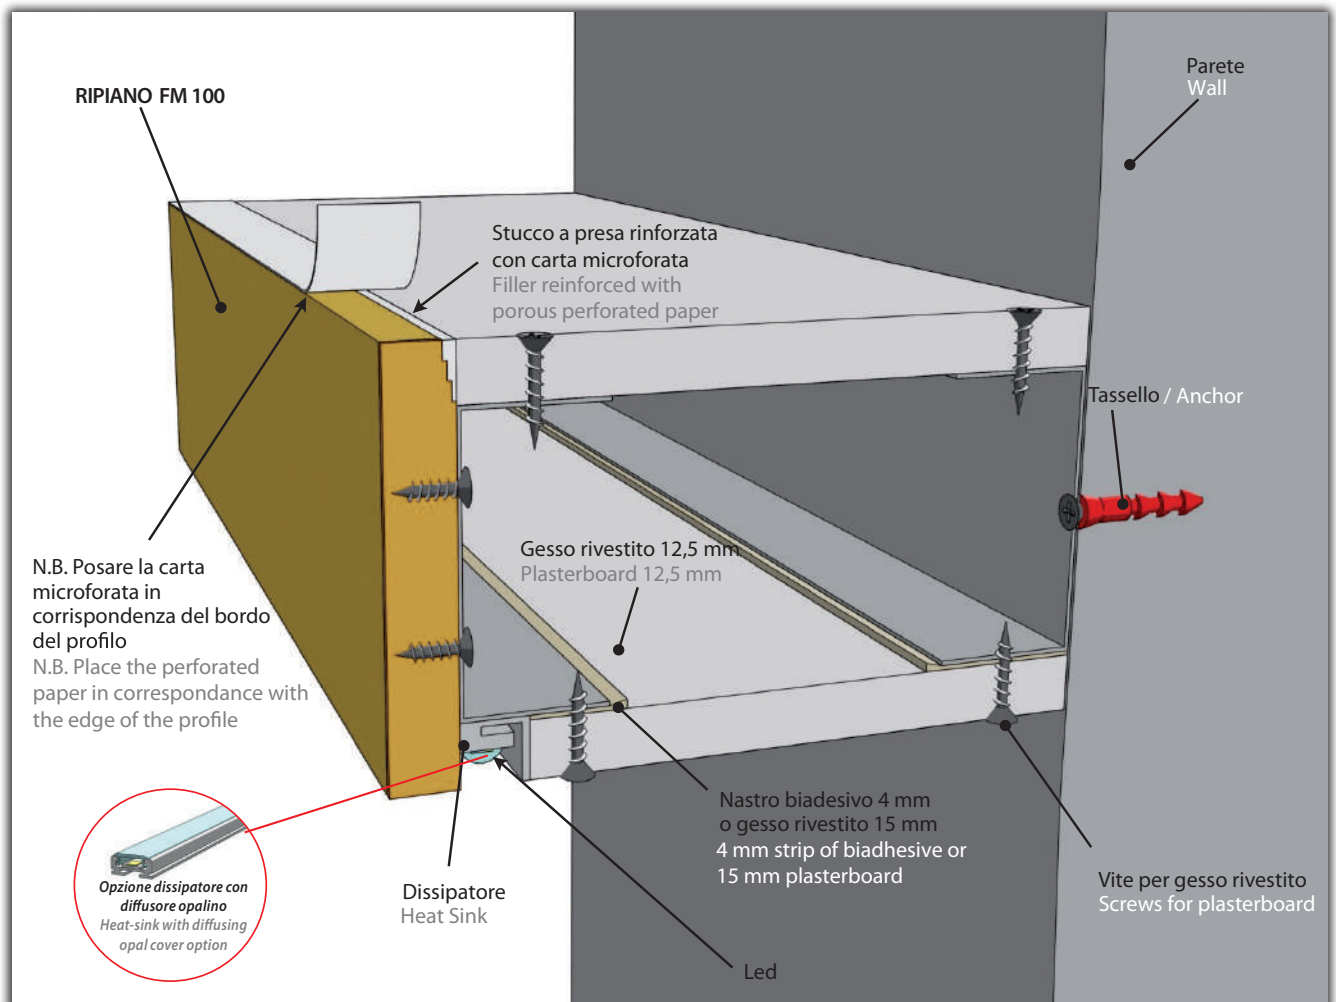 RIPIANO FM 100
Parete
Wall
Stucco a presa rinforzata
con carta microforata
Filler reinforced with
porous perforated paper
Tassello / Anchor
Gesso rivestito 12,5 mm
Plasterboard 12,5 mm
N.B. Posare la carta
microforata in
corrispondenza del bordo
del profilo
N.B. Place the perforated
paper in correspondance with
the edge of the profile
Nastro biadesivo 4 mm
o gesso rivestito 15 mm
4 mm strip of biadhesive or
15 mm plasterboard
Vite per gesso rivestito
Screws for plasterboard
Opzione dissipatore con
diffusore opalino
Heat-sink with diffusing
opal cover option
Dissipatore
Heat Sink
Led